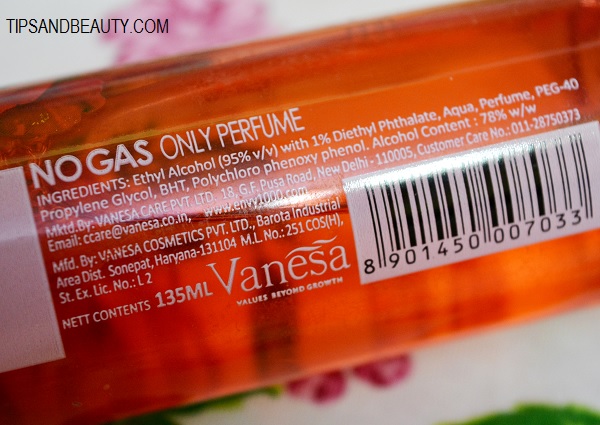 TIPSANDBEAUTY.COM
NO GAS ONLY PERFUME
INGREDIENTS: Ethyl Alcohol (95% v/v) with 1% Diethyl Phthalate, Aqua, Perfume, PEG-40
Propylene Glycol, BHT, Polychloro phenoxy phenol. Alcohol Content : 78% w/w
Mktd.By: VANESA CARE PVT. LTD. 18, G.F, Pusa Road, New Delhi - 110005, Customer Care No.: 011-28750373
Email: ccare@vanesa.co.in, www.envy1000.com
Mfd. By: VANESA COSMETICS PVT. LTD., Barota Industrial
Area Dist. Sonepat, Haryana-131104 M.L. No.: 251 COS(H),
St. Ex. Lic. No.: L 2
NETT CONTENTS 135ML
Vanesa
VALUES BEYOND GROWTH
8 901450 007033